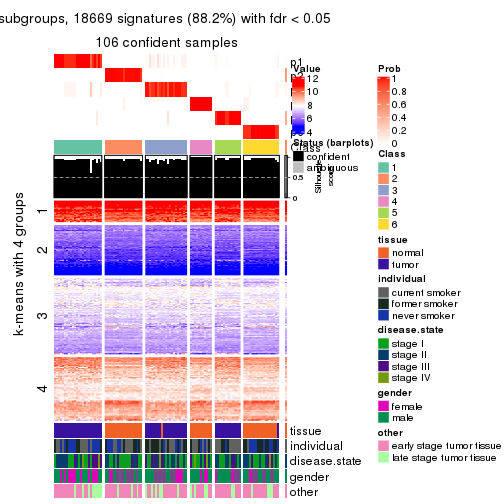 subgroups, 18669 signatures (88.2%) with fdr < 0.05
106 confident samples
p1
Value
12
10
8
6
4
Prob
1
0.8
0.6
0.4
0.2
0
Status (barplots)
confident
ambiguous
1
0.5
0
Silhouette
score
Class
1
2
3
4
5
6
k-means with 4 groups
1
2
3
4
tissue
normal
tumor
individual
current smoker
former smoker
never smoker
disease.state
stage I
stage II
stage III
stage IV
gender
female
male
other
early stage tumor tissue
late stage tumor tissue
tissue
individual
disease.state
gender
other